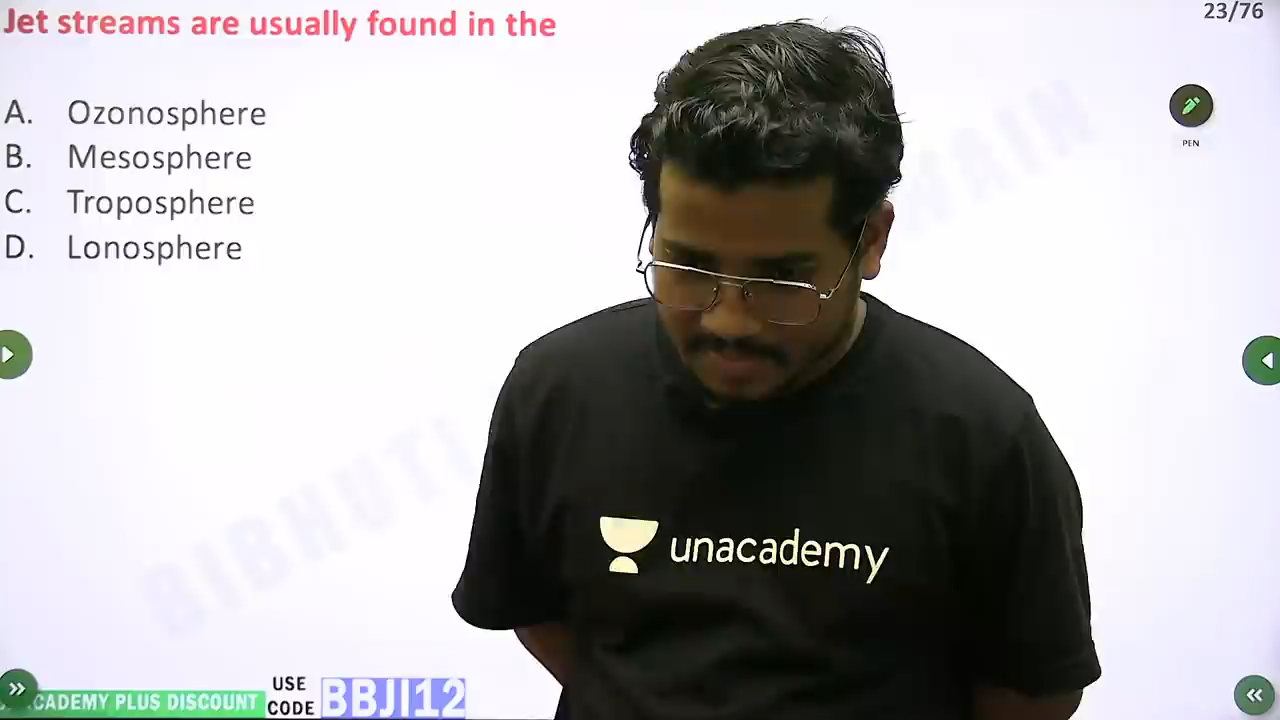 Jet streams are usually found in the
23/76
A. Ozonosphere
B. Mesosphere
C. Troposphere
D. Lonosphere
PEN
BIBHUTI
unacademy
CADEMY PLUS DISCOUNT
USE CODE BBJI12